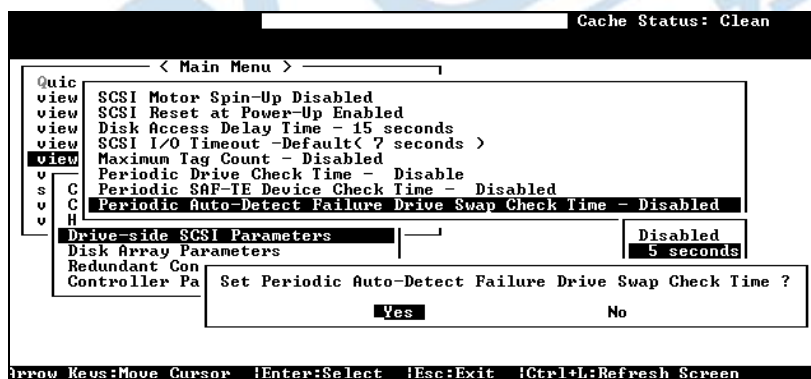 Cache Status: Clean
< Main Menu >
Quic
view SCSI Motor Spin-Up Disabled
view SCSI Reset at Power-Up Enabled
view Disk Access Delay Time - 15 seconds
view SCSI I/O Timeout -Default( 7 seconds )
view Maximum Tag Count - Disabled
v Periodic Drive Check Time - Disable
s C Periodic SAF-TE Device Check Time - Disabled
v C Periodic Auto-Detect Failure Drive Swap Check Time - Disabled
v H
Drive-side SCSI Parameters Disabled
Disk Array Parameters 5 seconds
Redundant Con
Controller Pa Set Periodic Auto-Detect Failure Drive Swap Check Time ?
Yes No
Arrow Keys:Move Cursor |Enter:Select |Esc:Exit |Ctrl+L:Refresh Screen